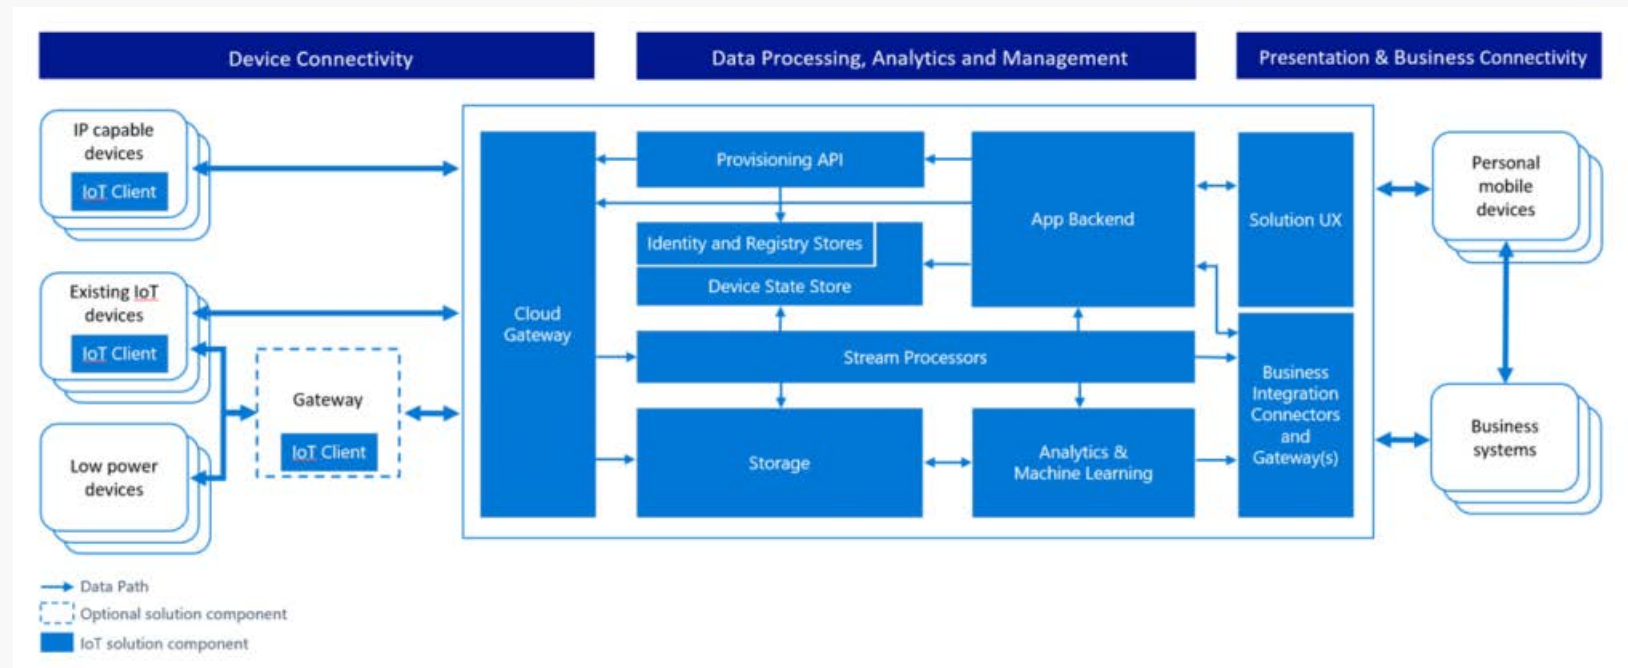 Device Connectivity
Data Processing, Analytics and Management
Presentation & Business Connectivity
IP capable
devices
IoT Client
Existing IoT
devices
IoT Client
Low power
devices
Gateway
IoT Client
Cloud
Gateway
Provisioning API
Identity and Registry Stores
Device State Store
App Backend
Stream Processors
Storage
Analytics &
Machine Learning
Solution UX
Business
Integration
Connectors
and
Gateway(s)
Personal
mobile
devices
Business
systems
Data Path
Optional solution component
IoT solution component